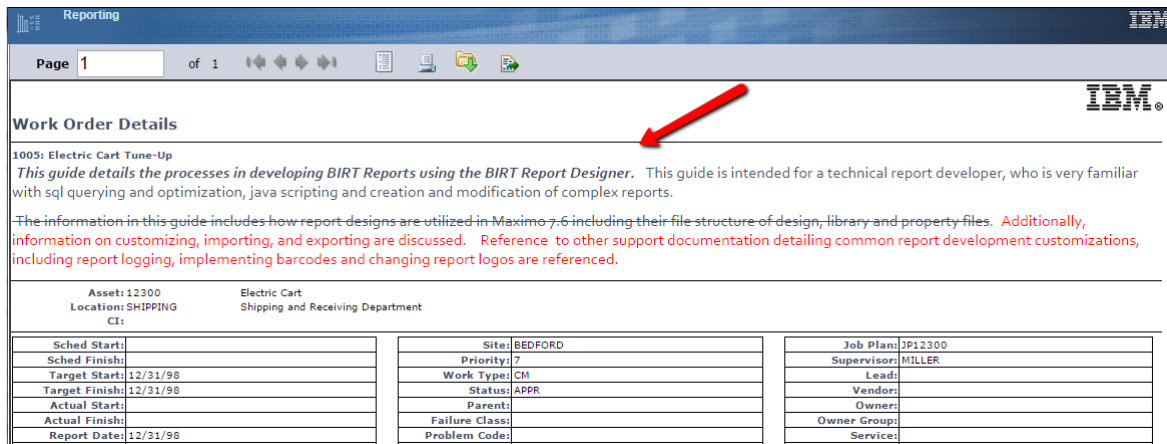 Reporting
IBM
Page 1 of 1
IBM®
Work Order Details
1005: Electric Cart Tune-Up
This guide details the processes in developing BIRT Reports using the BIRT Report Designer. This guide is intended for a technical report developer, who is very familiar
with sql querying and optimization, java scripting and creation and modification of complex reports.
The information in this guide includes how report designs are utilized in Maximo 7.6 including their file structure of design, library and property files. Additionally,
information on customizing, importing, and exporting are discussed. Reference to other support documentation detailing common report development customizations,
including report logging, implementing barcodes and changing report logos are referenced.
Asset: 12300 Electric Cart
Location: SHIPPING Shipping and Receiving Department
CI:
Sched Start: Site: BEDFORD Job Plan: JP12300
Sched Finish: Priority: 7 Supervisor: MILLER
Target Start: 12/31/98 Work Type: CM Lead:
Target Finish: 12/31/98 Status: APPR Vendor:
Actual Start: Parent: Owner:
Actual Finish: Failure Class: Owner Group:
Report Date: 12/31/98 Problem Code: Service: